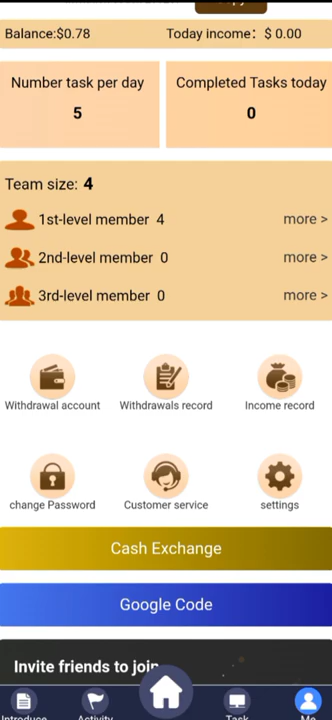 Balance:$0.78
Today income: $ 0.00
Number task per day
5
Completed Tasks today
0
Team size: 4
1st-level member 4 more >
2nd-level member 0 more >
3rd-level member 0 more >
Withdrawal account
Withdrawals record
Income record
change Password
Customer service
settings
Cash Exchange
Google Code
Invite friends to join
Introduce
Activity
Task
Me